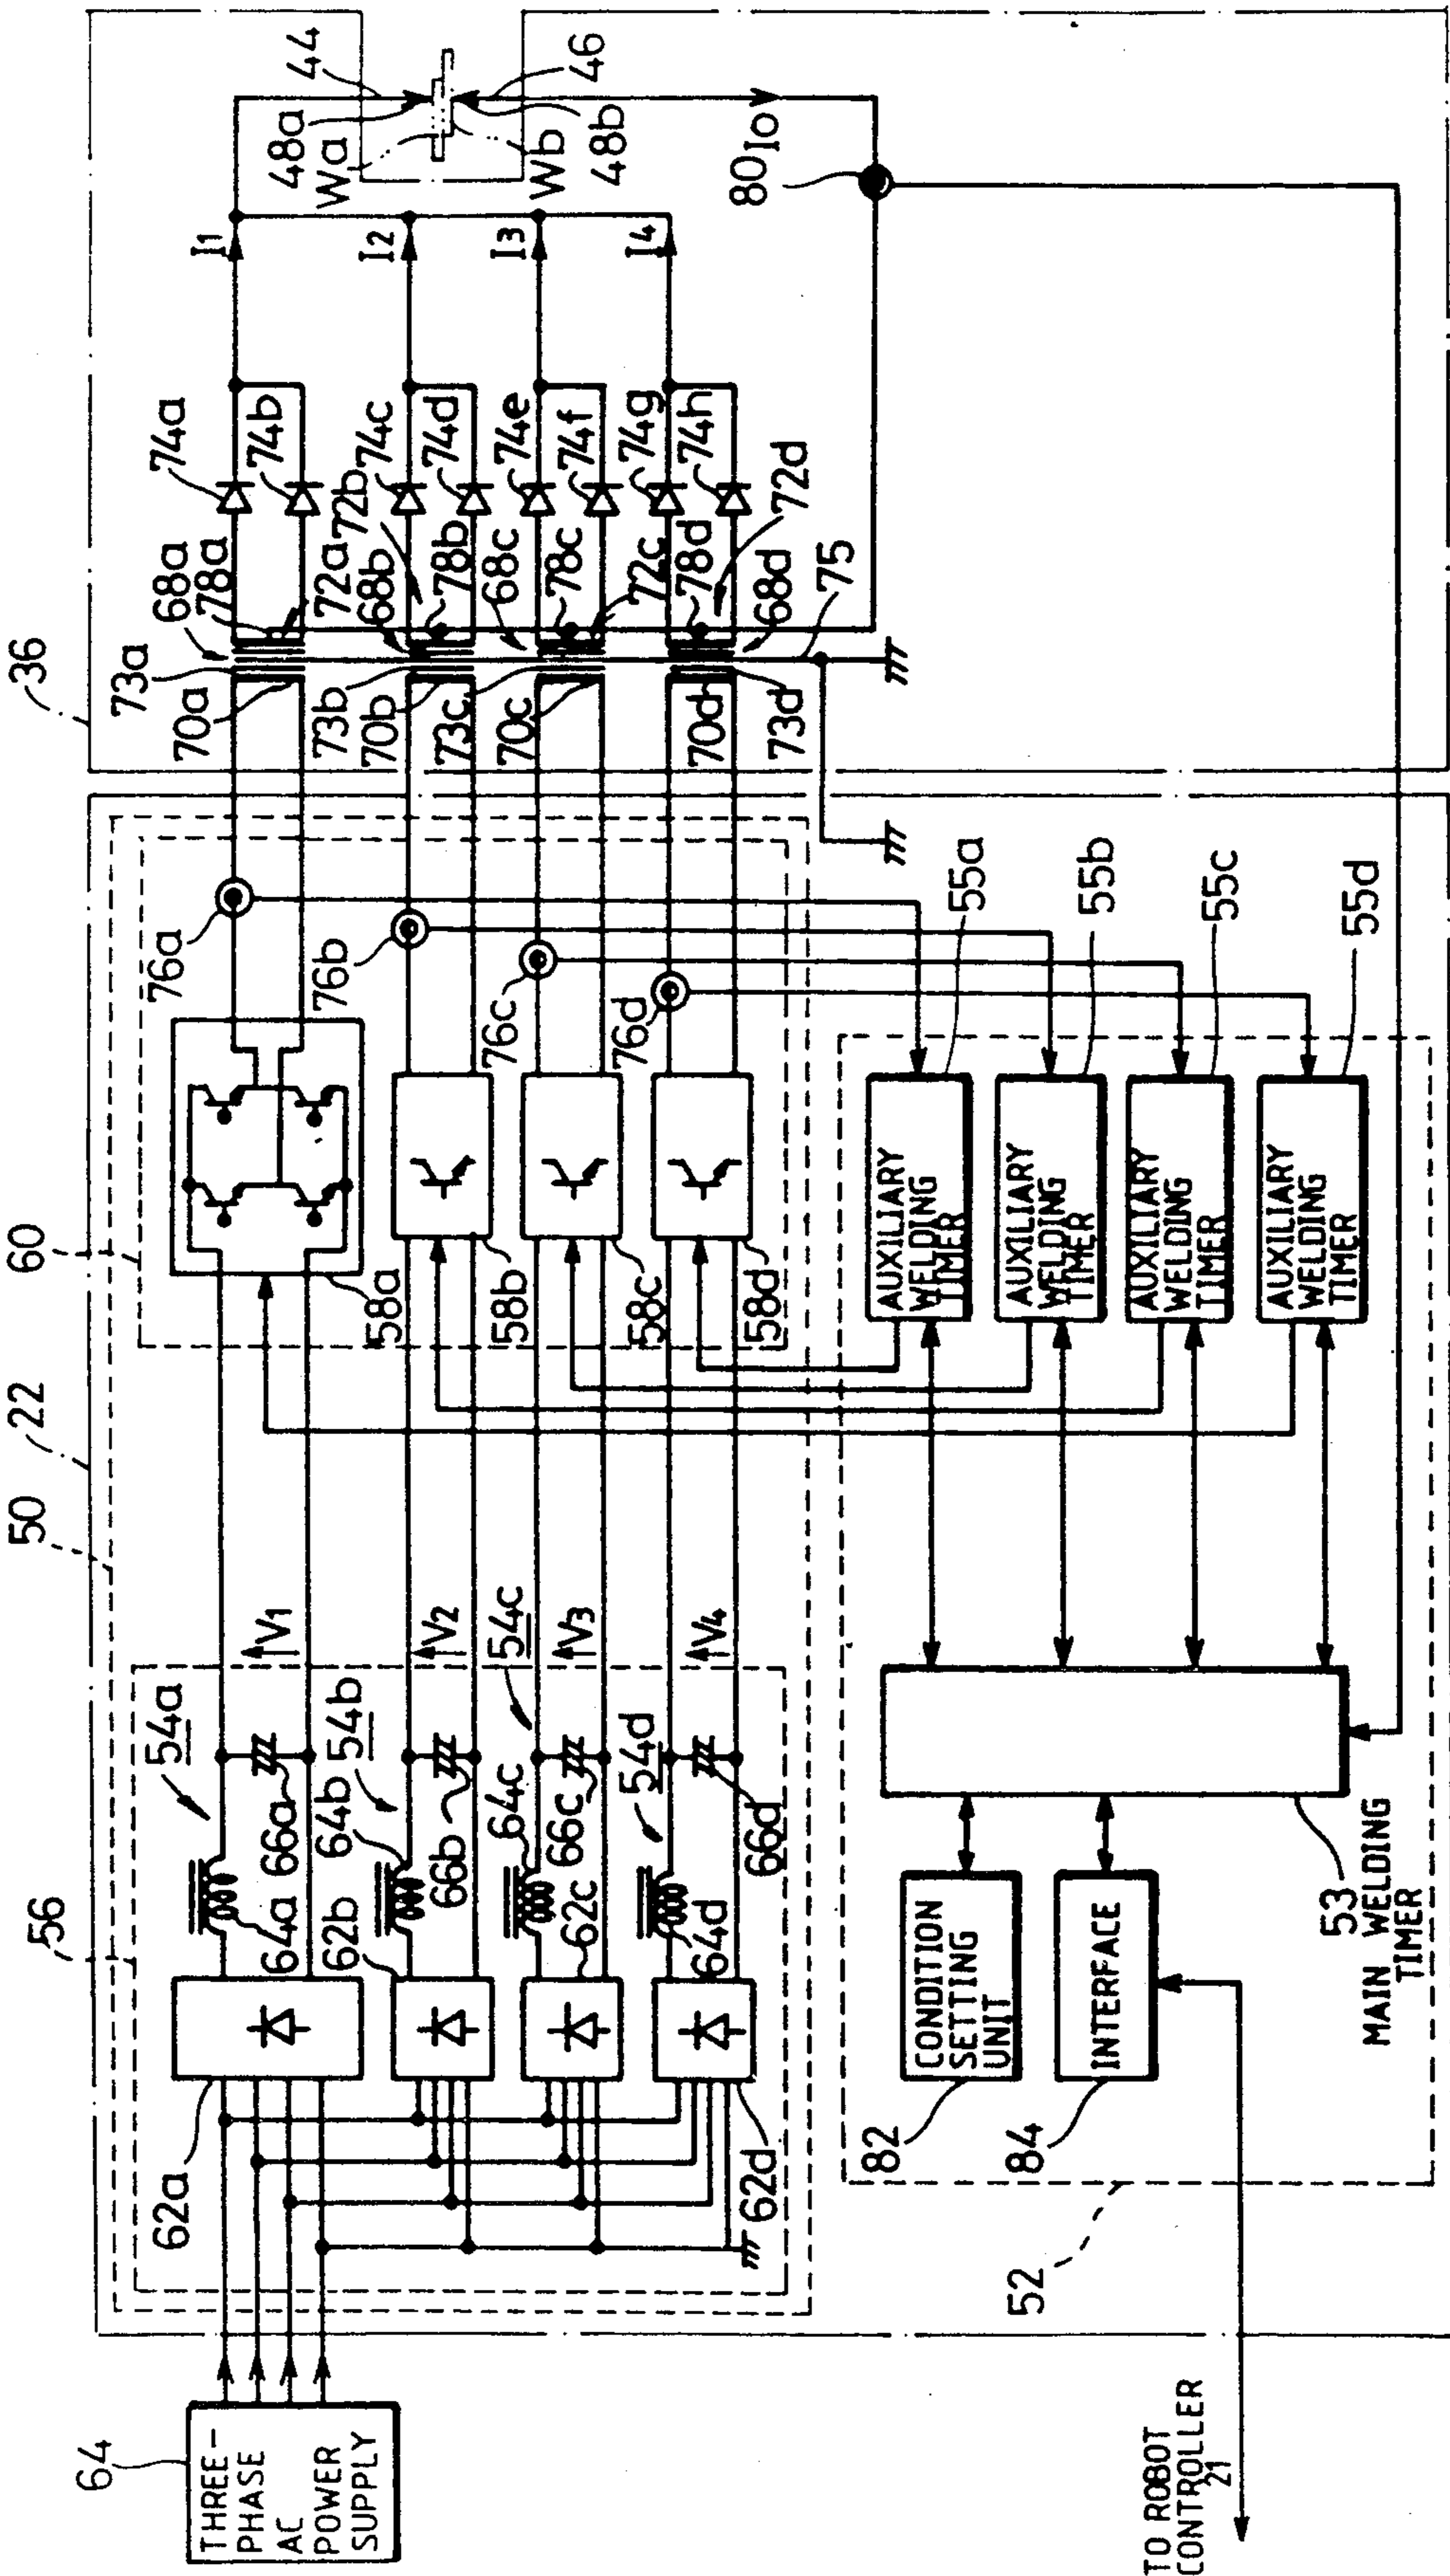 64
THREE-
PHASE
AC
POWER
SUPPLY
50
22
60
36
56
62a
64a
66a
54a
V1
58a
76a
70a
73a
68a
78a
72a
74a
74b
I1
62b
64b
66b
54b
V2
58b
76b
70b
73b
68b
78b
72b
74c
74d
I2
62c
64c
66c
54c
V3
58c
76c
70c
73c
68c
78c
72c
74e
74f
I3
62d
64d
66d
54d
V4
58d
76d
70d
73d
68d
78d
72d
74g
74h
I4
75
44
48a
Wa
Wb
48b
46
80
Io
AUXILIARY
WELDING
TIMER
55a
AUXILIARY
WELDING
TIMER
55b
AUXILIARY
WELDING
TIMER
55c
AUXILIARY
WELDING
TIMER
55d
82
CONDITION
SETTING
UNIT
84
INTERFACE
53
MAIN WELDING
TIMER
52
TO ROBOT
CONTROLLER
21